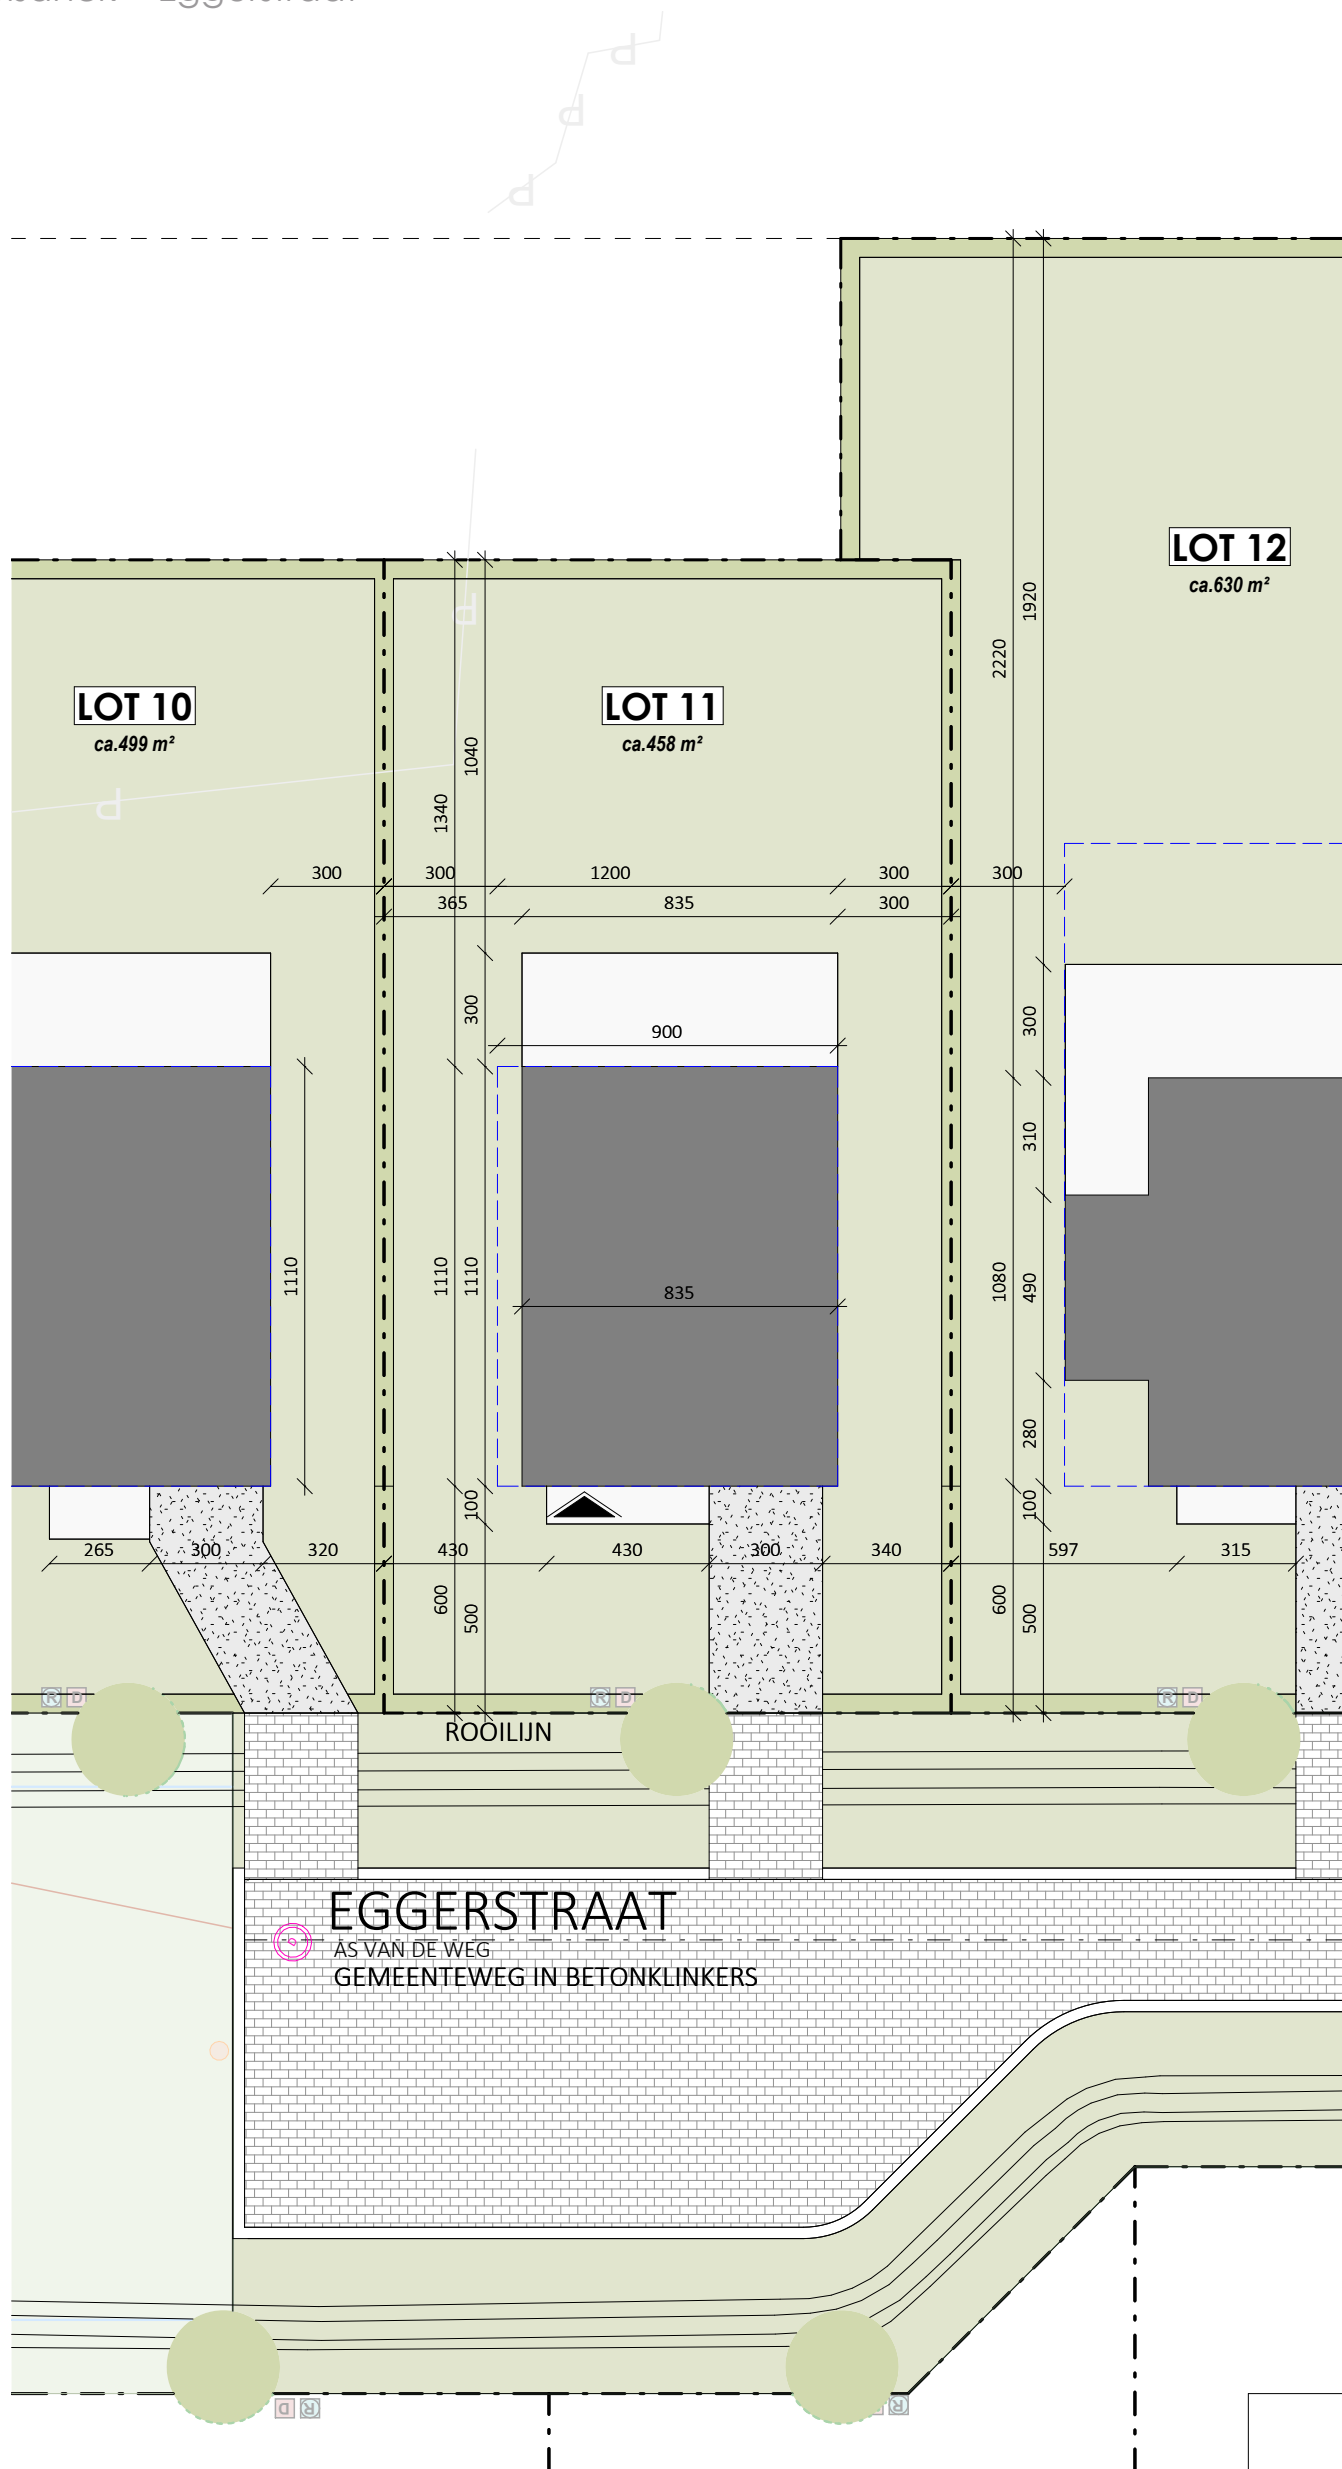 LOT 12
ca.630 m²
1920
2220
LOT 10
ca.499 m²
LOT 11
ca.458 m²
1040
1340
300
300
1200
300
300
365
835
300
300
900
300
310
1110
1110
1110
835
1080
490
280
100
100
265
300
320
430
430
300
340
597
315
600
500
600
500
R D
R D
R D
ROOILIJN
EGGERSTRAAT
AS VAN DE WEG
GEMEENTEWEG IN BETONKLINKERS
D R
R
P
P
P
P
P